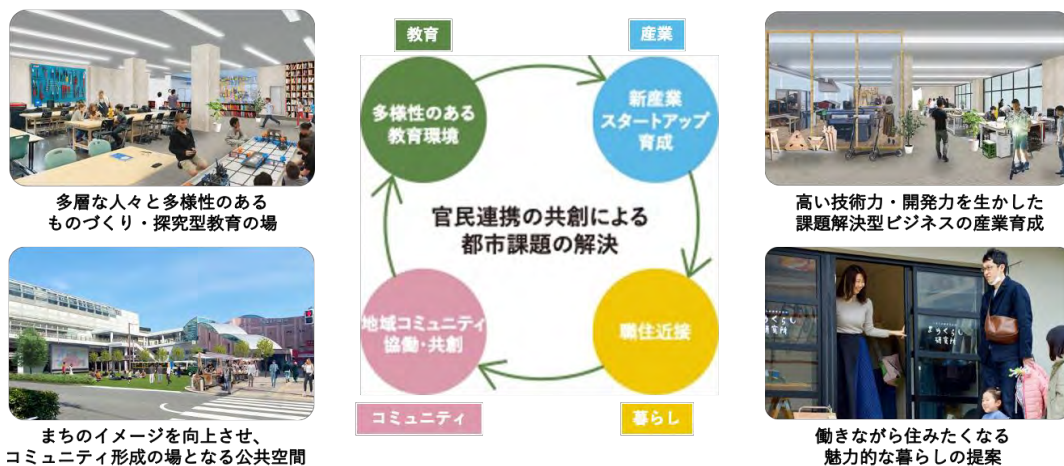 教育
産業
多様性のある
教育環境
新産業
スタートアップ
育成
多層な人々と多様性のある
ものづくり・探究型教育の場
高い技術力・開発力を生かした
課題解決型ビジネスの産業育成
官民連携の共創による
都市課題の解決
地域コミュニティ
協働・共創
職住近接
まちくらし
研究所
コミュニティ
暮らし
まちのイメージを向上させ、
コミュニティ形成の場となる公共空間
働きながら住みたくなる
魅力的な暮らしの提案